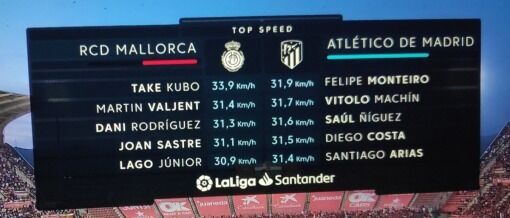 TOP SPEED
RCD MALLORCA ATLÉTICO DE MADRID
TAKE KUBO 33,9 Km/h 31,9 Km/h FELIPE MONTEIRO
MARTIN VALJENT 31,4 Km/h 31,7 Km/h VITOLO MACHÍN
DANI RODRÍGUEZ 31,3 Km/h 31,6 Km/h SAÚL ÑÍGUEZ
JOAN SASTRE 31,1 Km/h 31,5 Km/h DIEGO COSTA
LAGO JÚNIOR 30,9 Km/h 31,4 Km/h SANTIAGO ARIAS
LaLiga Santander
Juaneda
OK